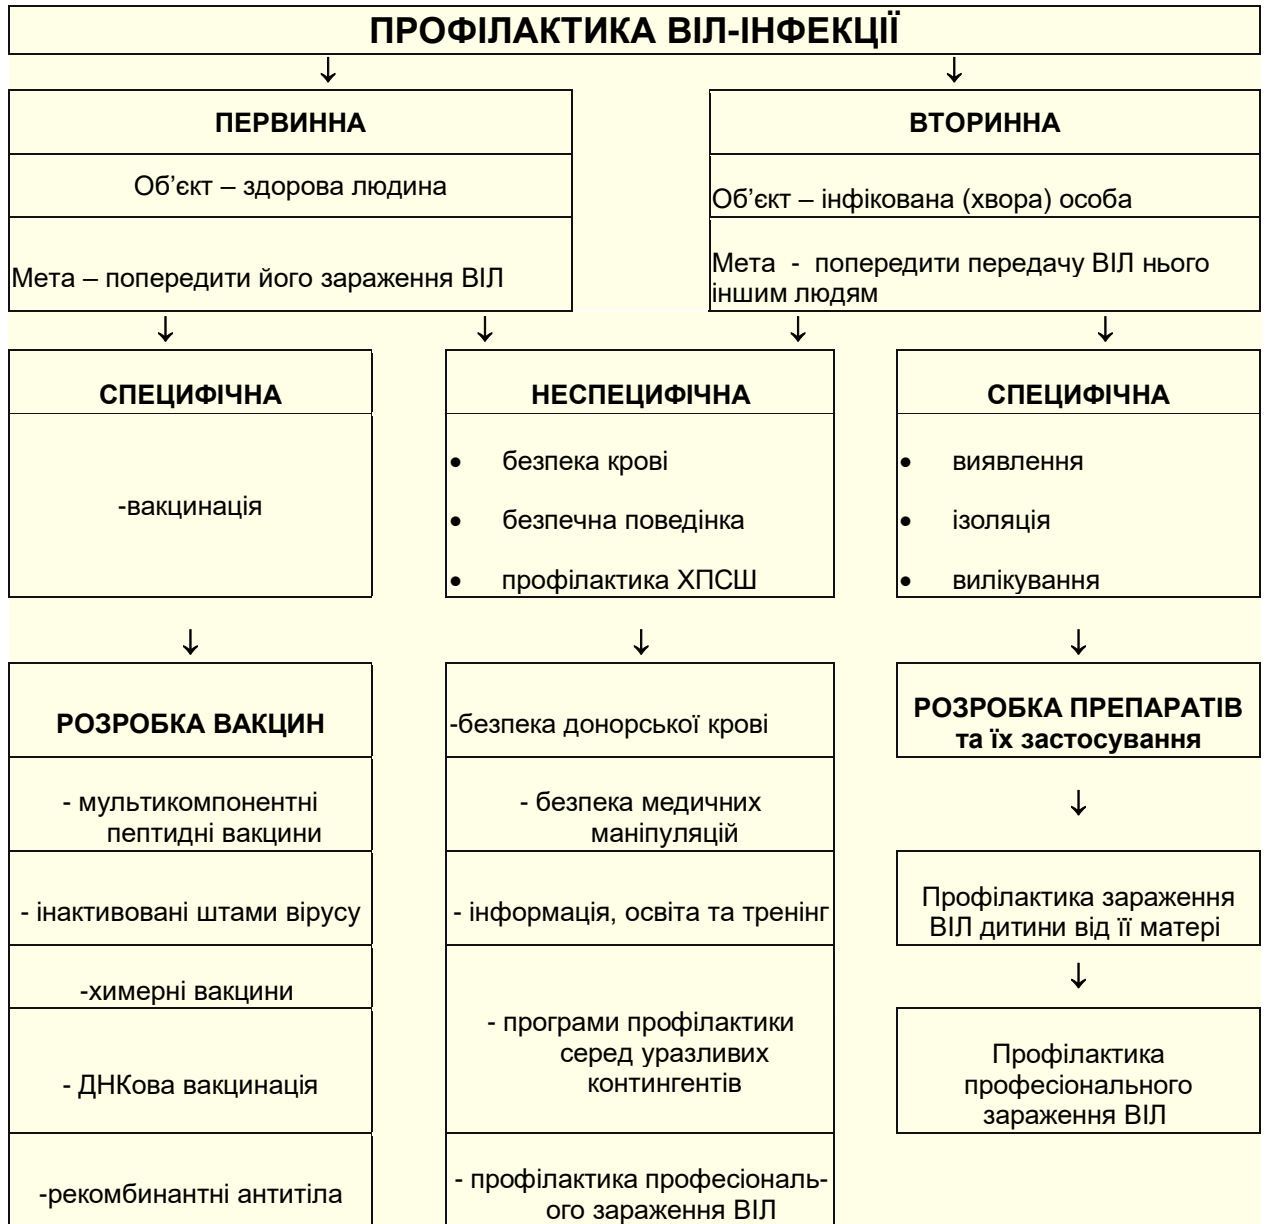 ПРОФІЛАКТИКА ВІЛ-ІНФЕКЦІЇ
ПЕРВИННА
Об’єкт – здорова людина
Мета – попередити його зараження ВІЛ
ВТОРИННА
Об’єкт – інфікована (хвора) особа
Мета - попередити передачу ВІЛ нього
іншим людям
СПЕЦИФІЧНА
-вакцинація
НЕСПЕЦИФІЧНА
• безпека крові
• безпечна поведінка
• профілактика ХПСШ
СПЕЦИФІЧНА
• виявлення
• ізоляція
• вилікування
РОЗРОБКА ВАКЦИН
- мультикомпонентні
пептидні вакцини
- інактивовані штами вірусу
-химерні вакцини
- ДНКова вакцинація
-рекомбинантні антитіла
-безпека донорської крові
- безпека медичних
маніпуляцій
- інформація, освіта та тренінг
- програми профілактики
серед уразливих
контингентів
- профілактика професіональ-
ого зараження ВІЛ
РОЗРОБКА ПРЕПАРАТІВ
та їх застосування
Профілактика зараження
ВІЛ дитини від її матері
Профілактика
професіонального
зараження ВІЛ